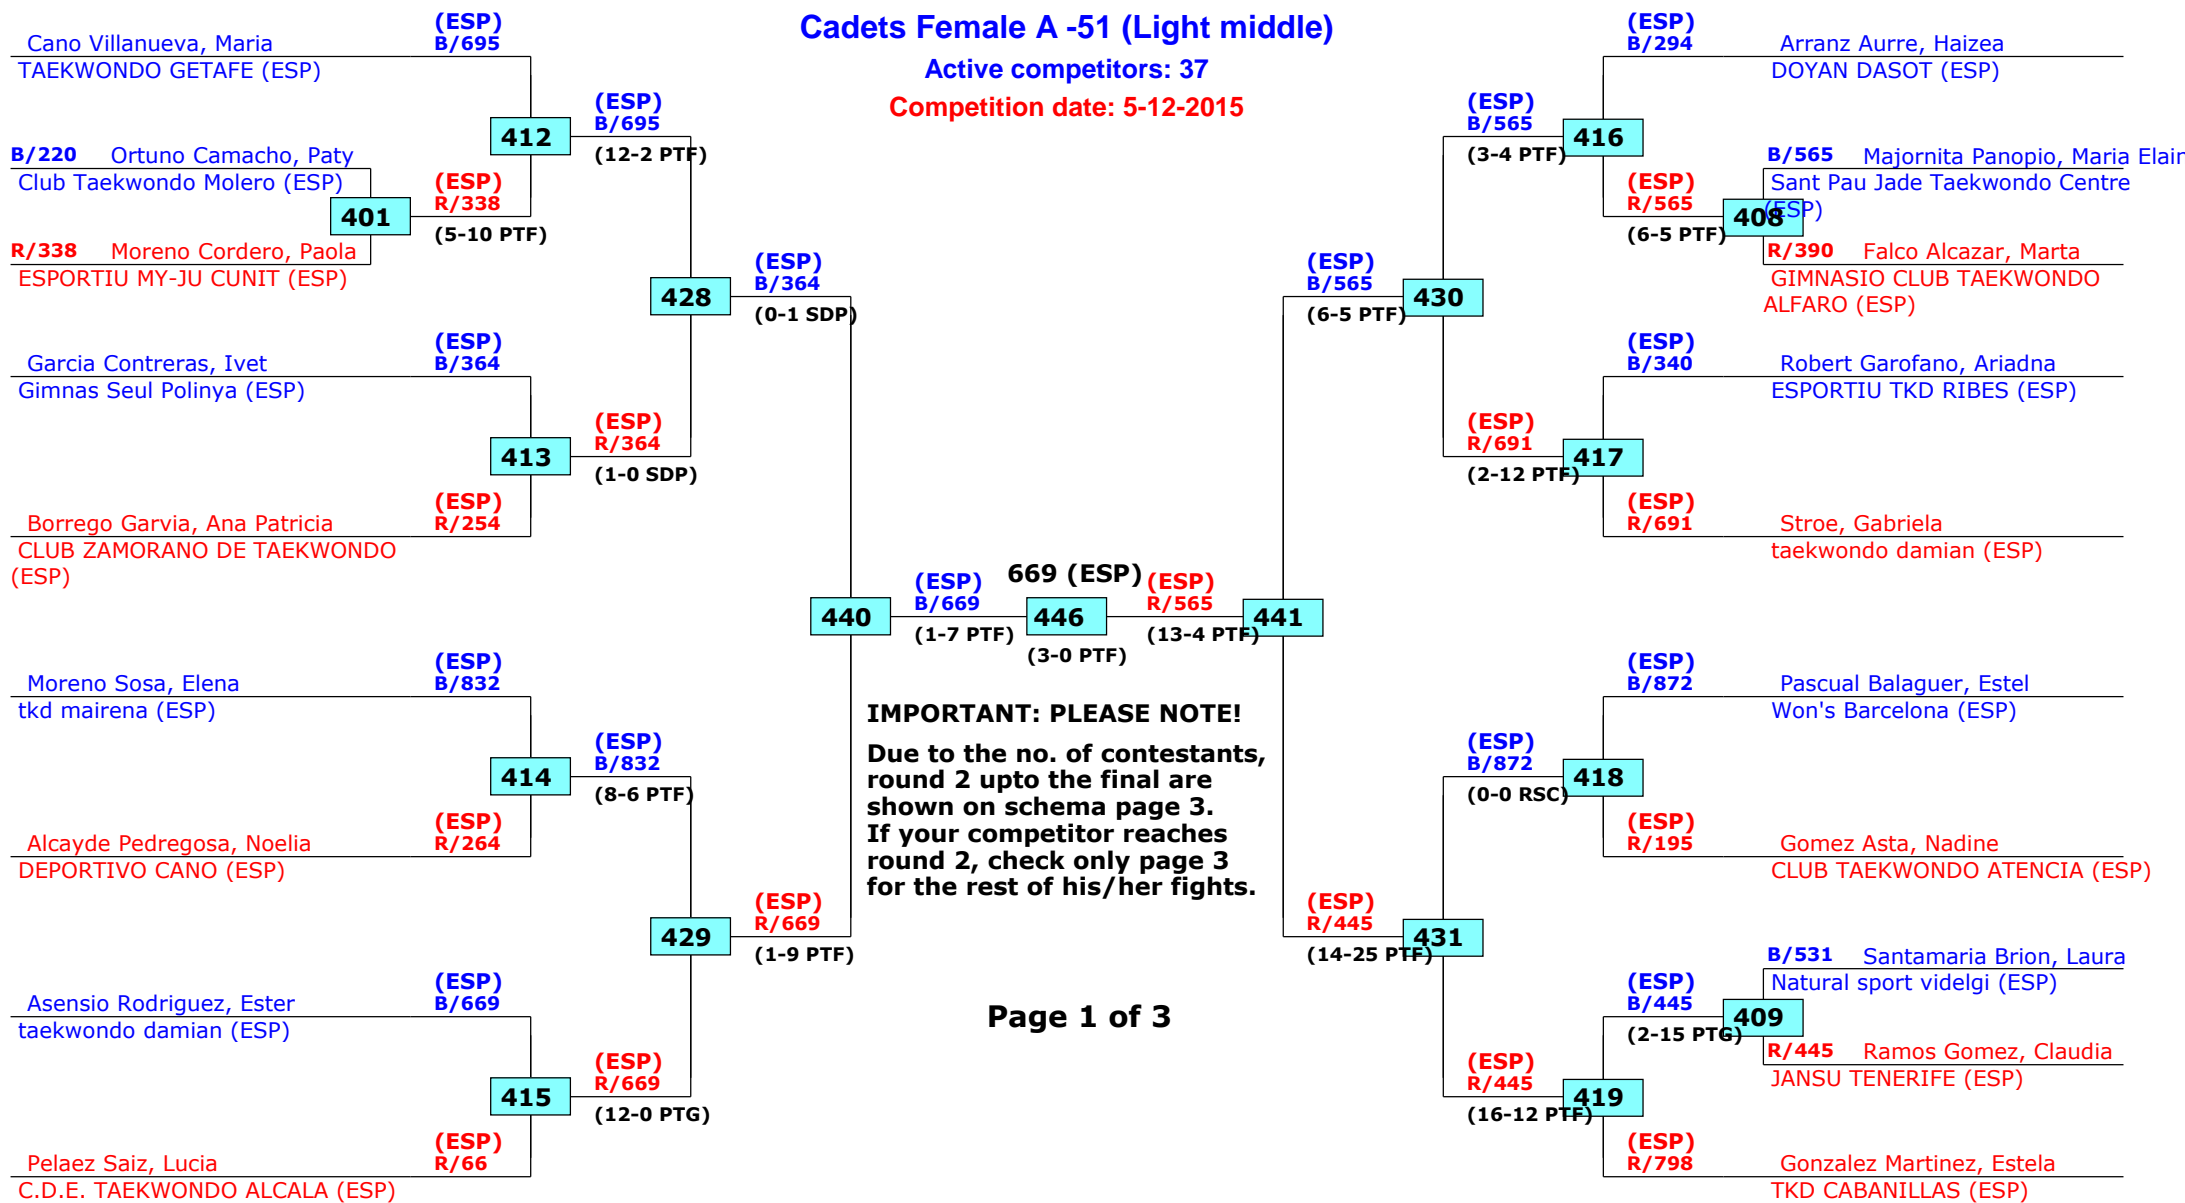 Cadets Female A -51 (Light middle)
Active competitors: 37
Competition date: 5-12-2015
(ESP)
Cano Villanueva, Maria B/695
TAEKWONDO GETAFE (ESP)
B/220 Ortuno Camacho, Paty
Club Taekwondo Molero (ESP)
401
R/338 Moreno Cordero, Paola
ESPORTIU MY-JU CUNIT (ESP)
(ESP)
R/338
(5-10 PTF)
412
(ESP)
B/695
(12-2 PTF)
(ESP)
Garcia Contreras, Ivet B/364
Gimnas Seul Polinya (ESP)
413
(ESP)
Borrego Garvia, Ana Patricia R/254
CLUB ZAMORANO DE TAEKWONDO
(ESP)
(ESP)
R/364
(1-0 SDP)
428
(ESP)
B/364
(0-1 SDP)
(ESP)
Moreno Sosa, Elena B/832
tkd mairena (ESP)
414
(ESP)
Alcayde Pedregosa, Noelia R/264
DEPORTIVO CANO (ESP)
(ESP)
B/832
(8-6 PTF)
(ESP)
Asensio Rodriguez, Ester B/669
taekwondo damian (ESP)
415
(ESP)
Pelaez Saiz, Lucia R/66
C.D.E. TAEKWONDO ALCALA (ESP)
(ESP)
R/669
(12-0 PTG)
429
(ESP)
R/669
(1-9 PTF)
440
(ESP)
B/669
(1-7 PTF)
669 (ESP)
446
(3-0 PTF)
(ESP)
R/565
(13-4 PTF)
441
IMPORTANT: PLEASE NOTE!
Due to the no. of contestants,
round 2 upto the final are
shown on schema page 3.
If your competitor reaches
round 2, check only page 3
for the rest of his/her fights.
Page 1 of 3
(ESP)
B/294 Arranz Aurre, Haizea
DOYAN DASOT (ESP)
(ESP)
B/565
(3-4 PTF)
416
(ESP)
R/565
(6-5 PTF)
408
B/565 Majornita Panopio, Maria Elain
Sant Pau Jade Taekwondo Centre
(ESP)
R/390 Falco Alcazar, Marta
GIMNASIO CLUB TAEKWONDO
ALFARO (ESP)
(ESP)
B/565
(6-5 PTF)
430
(ESP)
B/340 Robert Garofano, Ariadna
ESPORTIU TKD RIBES (ESP)
(ESP)
R/691
(2-12 PTF)
417
(ESP)
R/691 Stroe, Gabriela
taekwondo damian (ESP)
(ESP)
B/872 Pascual Balaguer, Estel
Won's Barcelona (ESP)
(ESP)
B/872
(0-0 RSC)
418
(ESP)
R/195 Gomez Asta, Nadine
CLUB TAEKWONDO ATENCIA (ESP)
(ESP)
R/445
(14-25 PTF)
431
(ESP)
B/445
(2-15 PTG)
409
B/531 Santamaria Brion, Laura
Natural sport videlgi (ESP)
R/445 Ramos Gomez, Claudia
JANSU TENERIFE (ESP)
(ESP)
R/445
(16-12 PTF)
419
(ESP)
R/798 Gonzalez Martinez, Estela
TKD CABANILLAS (ESP)